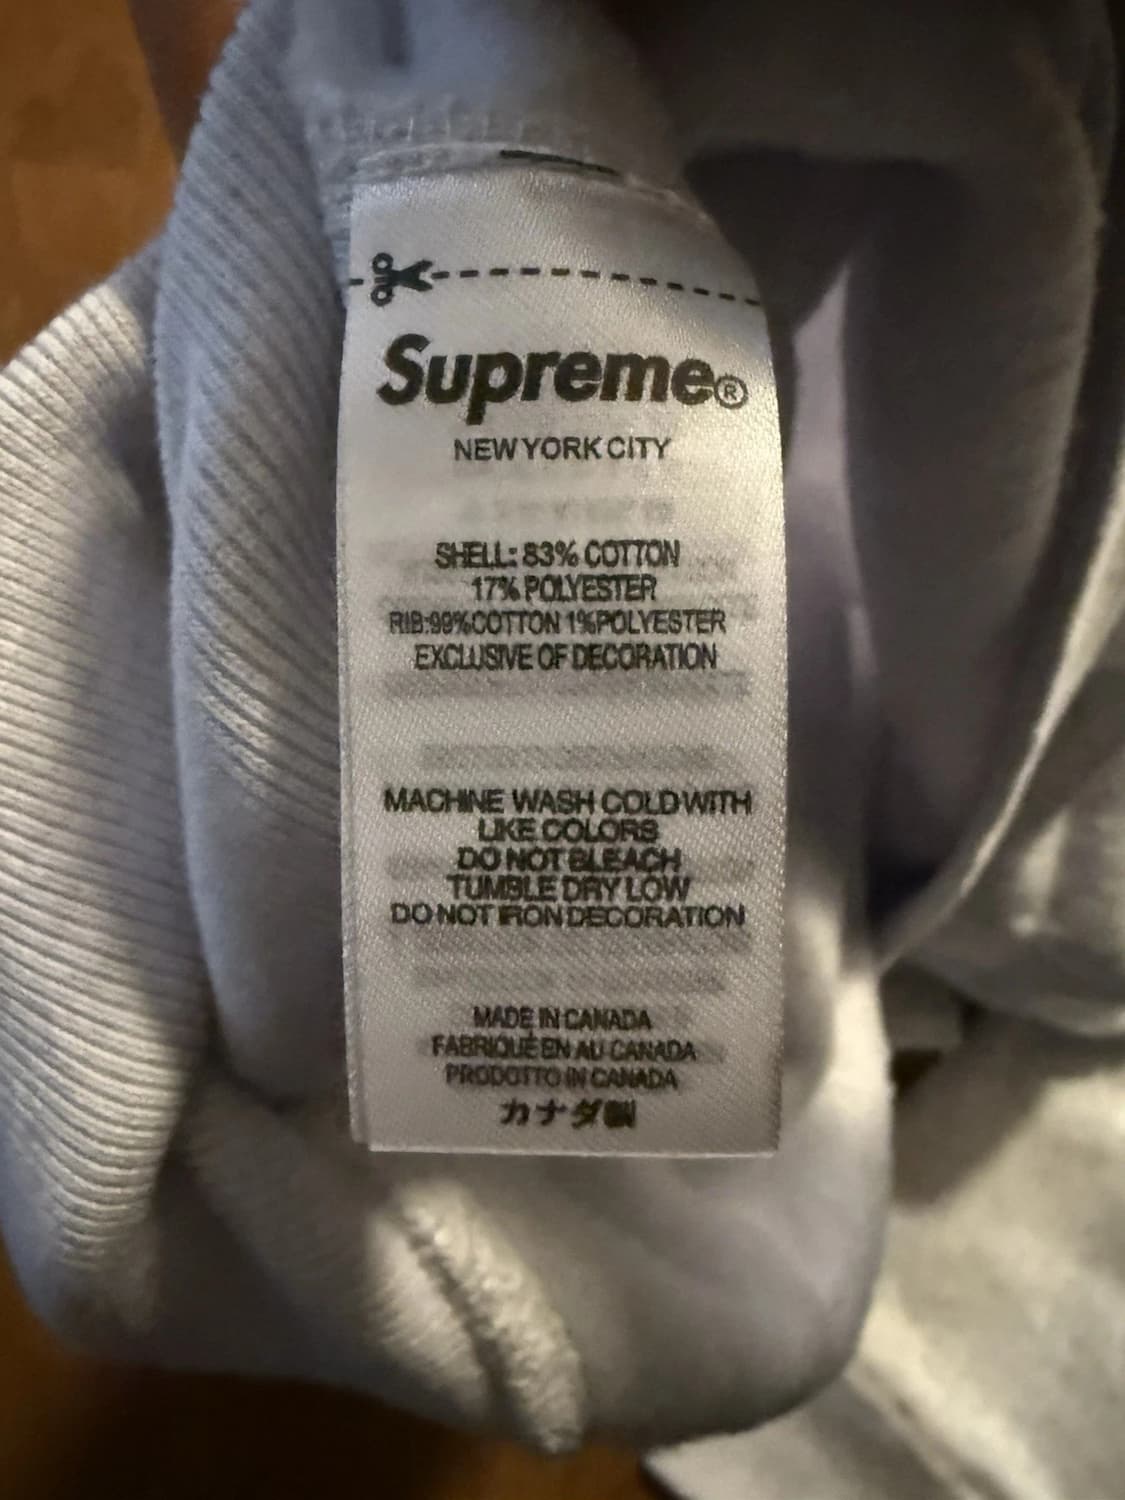 Supreme®
NEW YORK CITY
SHELL: 83% COTTON
17% POLYESTER
RIB:99%COTTON 1%POLYESTER
EXCLUSIVE OF DECORATION
MACHINE WASH COLD WITH
LIKE COLORS
DO NOT BLEACH
TUMBLE DRY LOW
DO NOT IRON DECORATION
MADE IN CANADA
FABRIQUÉ EN AU CANADA
PRODOTTO IN CANADA
カナダ製